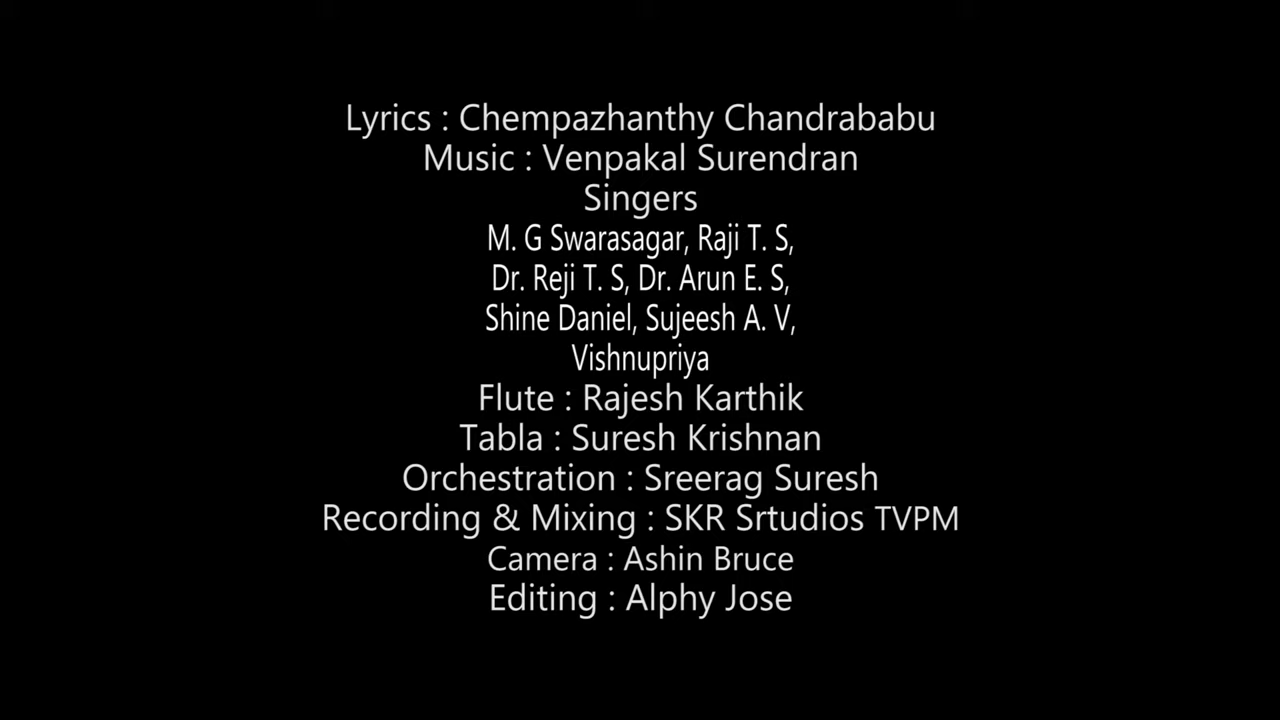 Lyrics : Chempazhanthy Chandrababu
Music : Venpakal Surendran
Singers
M. G Swarasagar, Raji T. S,
Dr. Reji T. S, Dr. Arun E. S,
Shine Daniel, Sujeesh A. V,
Vishnupriya
Flute : Rajesh Karthik
Tabla : Suresh Krishnan
Orchestration : Sreerag Suresh
Recording & Mixing : SKR Srtudios TVPM
Camera : Ashin Bruce
Editing : Alphy Jose